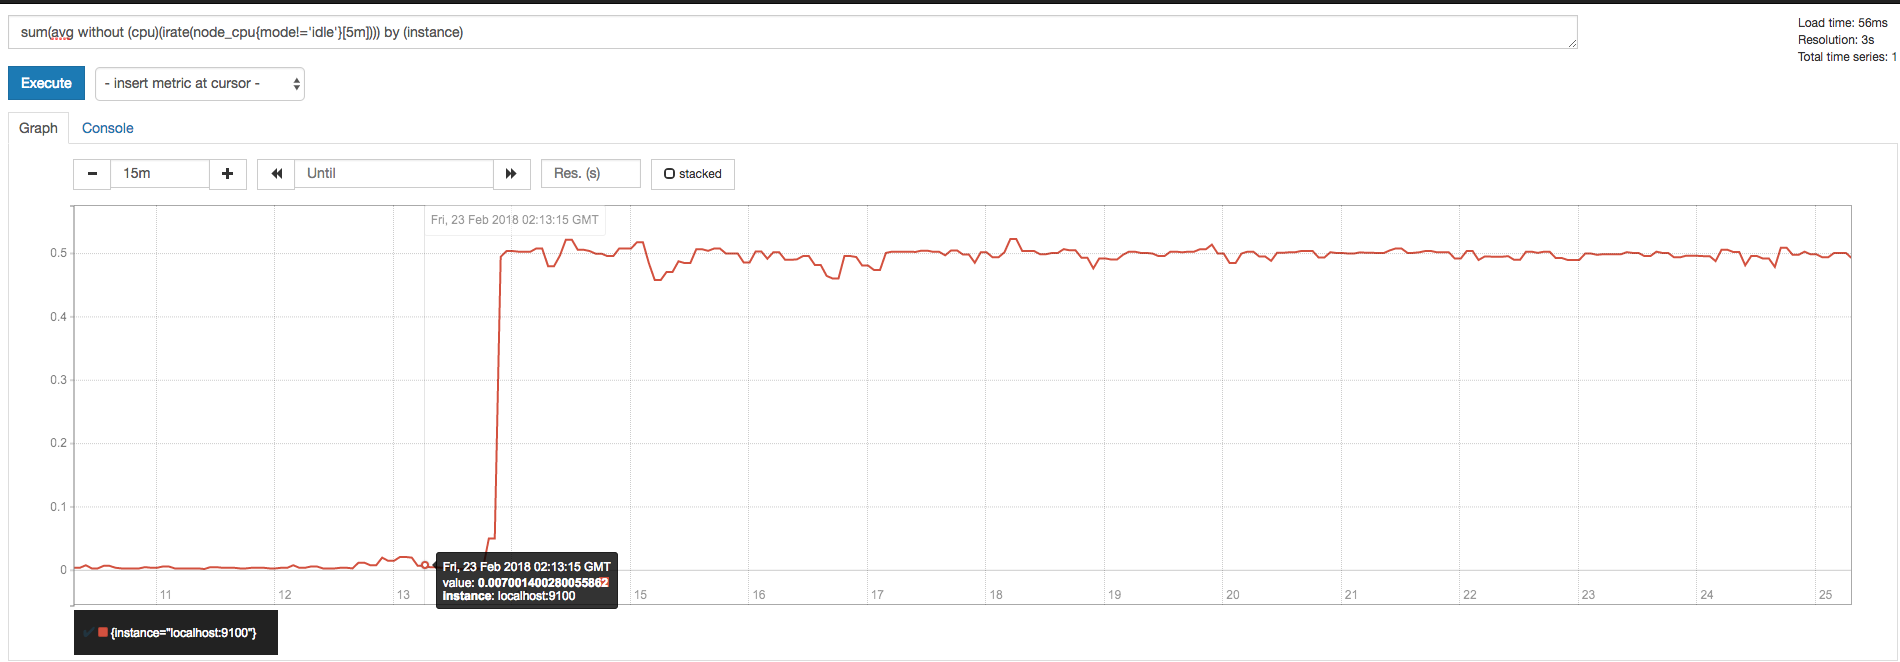 sum(avg without (cpu)(irate(node_cpu{mode!='idle'}[5m]))) by (instance)
Load time: 56ms
Resolution: 3s
Total time series: 1
Execute
- insert metric at cursor -
Graph
Console
15m
Until
Res. (s)
stacked
Fri, 23 Feb 2018 02:13:15 GMT
0.5
0.4
0.3
0.2
0.1
0
Fri, 23 Feb 2018 02:13:15 GMT
value: 0.007001400280055862
instance: localhost:9100
11 12 13 15 16 17 18 19 20 21 22 23 24 25
{instance="localhost:9100"}